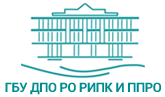 ГБУ ДПО РО РИПК И ППРО